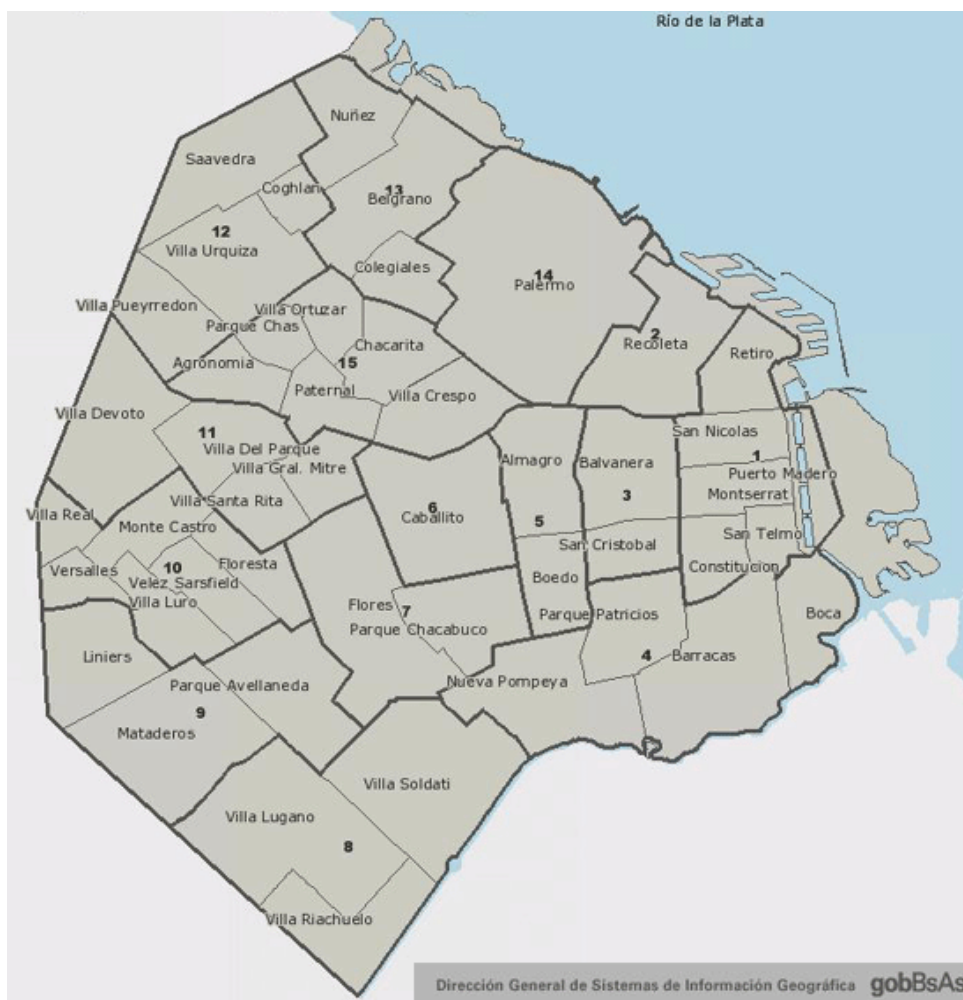 Río de la Plata
Nuñez
Saavedra
Coghlan
13
Belgrano
12
Villa Urquiza
Colegiales
14
Palermo
Villa Pueyrredon
Villa Ortuzar
Parque Chas
2
Recoleta
Chacarita
Retiro
Agronomia
15
Paternal
Villa Crespo
Villa Devoto
11
Villa Del Parque
San Nicolas
Villa Gral. Mitre
Almagro
Balvanera
1
Puerto Madero
Villa Santa Rita
Montserrat
3
Villa Real
6
Caballito
Monte Castro
5
San Telmo
San Cristobal
Floresta
10
Versalles
Velez Sarsfield
Constitucion
Boedo
Villa Luro
Flores
7
Parque Patricios
Boca
Parque Chacabuco
Liniers
4
Barracas
Parque Avellaneda
Nueva Pompeya
9
Mataderos
Villa Soldati
Villa Lugano
8
Villa Riachuelo
Dirección General de Sistemas de Información Geográfica gobBsAs